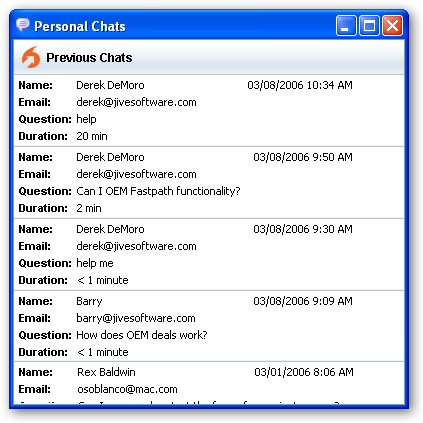 Personal Chats
Previous Chats
Name: Derek DeMoro 03/08/2006 10:34 AM
Email: derek@jivesoftware.com
Question: help
Duration: 20 min
Name: Derek DeMoro 03/08/2006 9:50 AM
Email: derek@jivesoftware.com
Question: Can I OEM Fastpath functionality?
Duration: 2 min
Name: Derek DeMoro 03/08/2006 9:30 AM
Email: derek@jivesoftware.com
Question: help me
Duration: < 1 minute
Name: Barry 03/08/2006 9:09 AM
Email: barry@jivesoftware.com
Question: How does OEM deals work?
Duration: < 1 minute
Name: Rex Baldwin 03/01/2006 8:06 AM
Email: osoblanco@mac.com